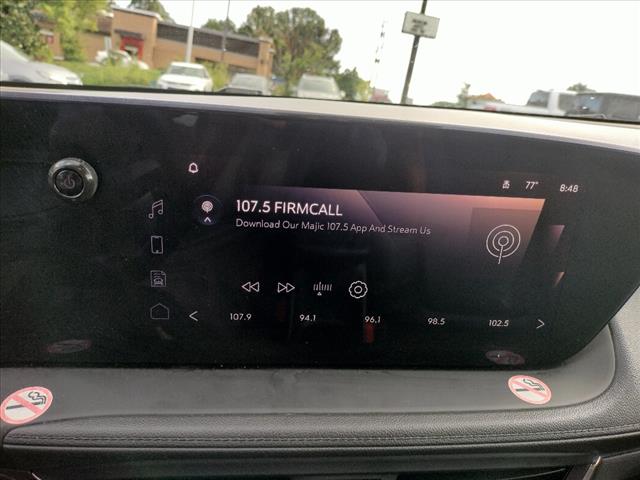 77° 8:48
107.5 FIRMCALL
Download Our Majic 107.5 App And Stream Us
107.9 94.1 96.1 98.5 102.5